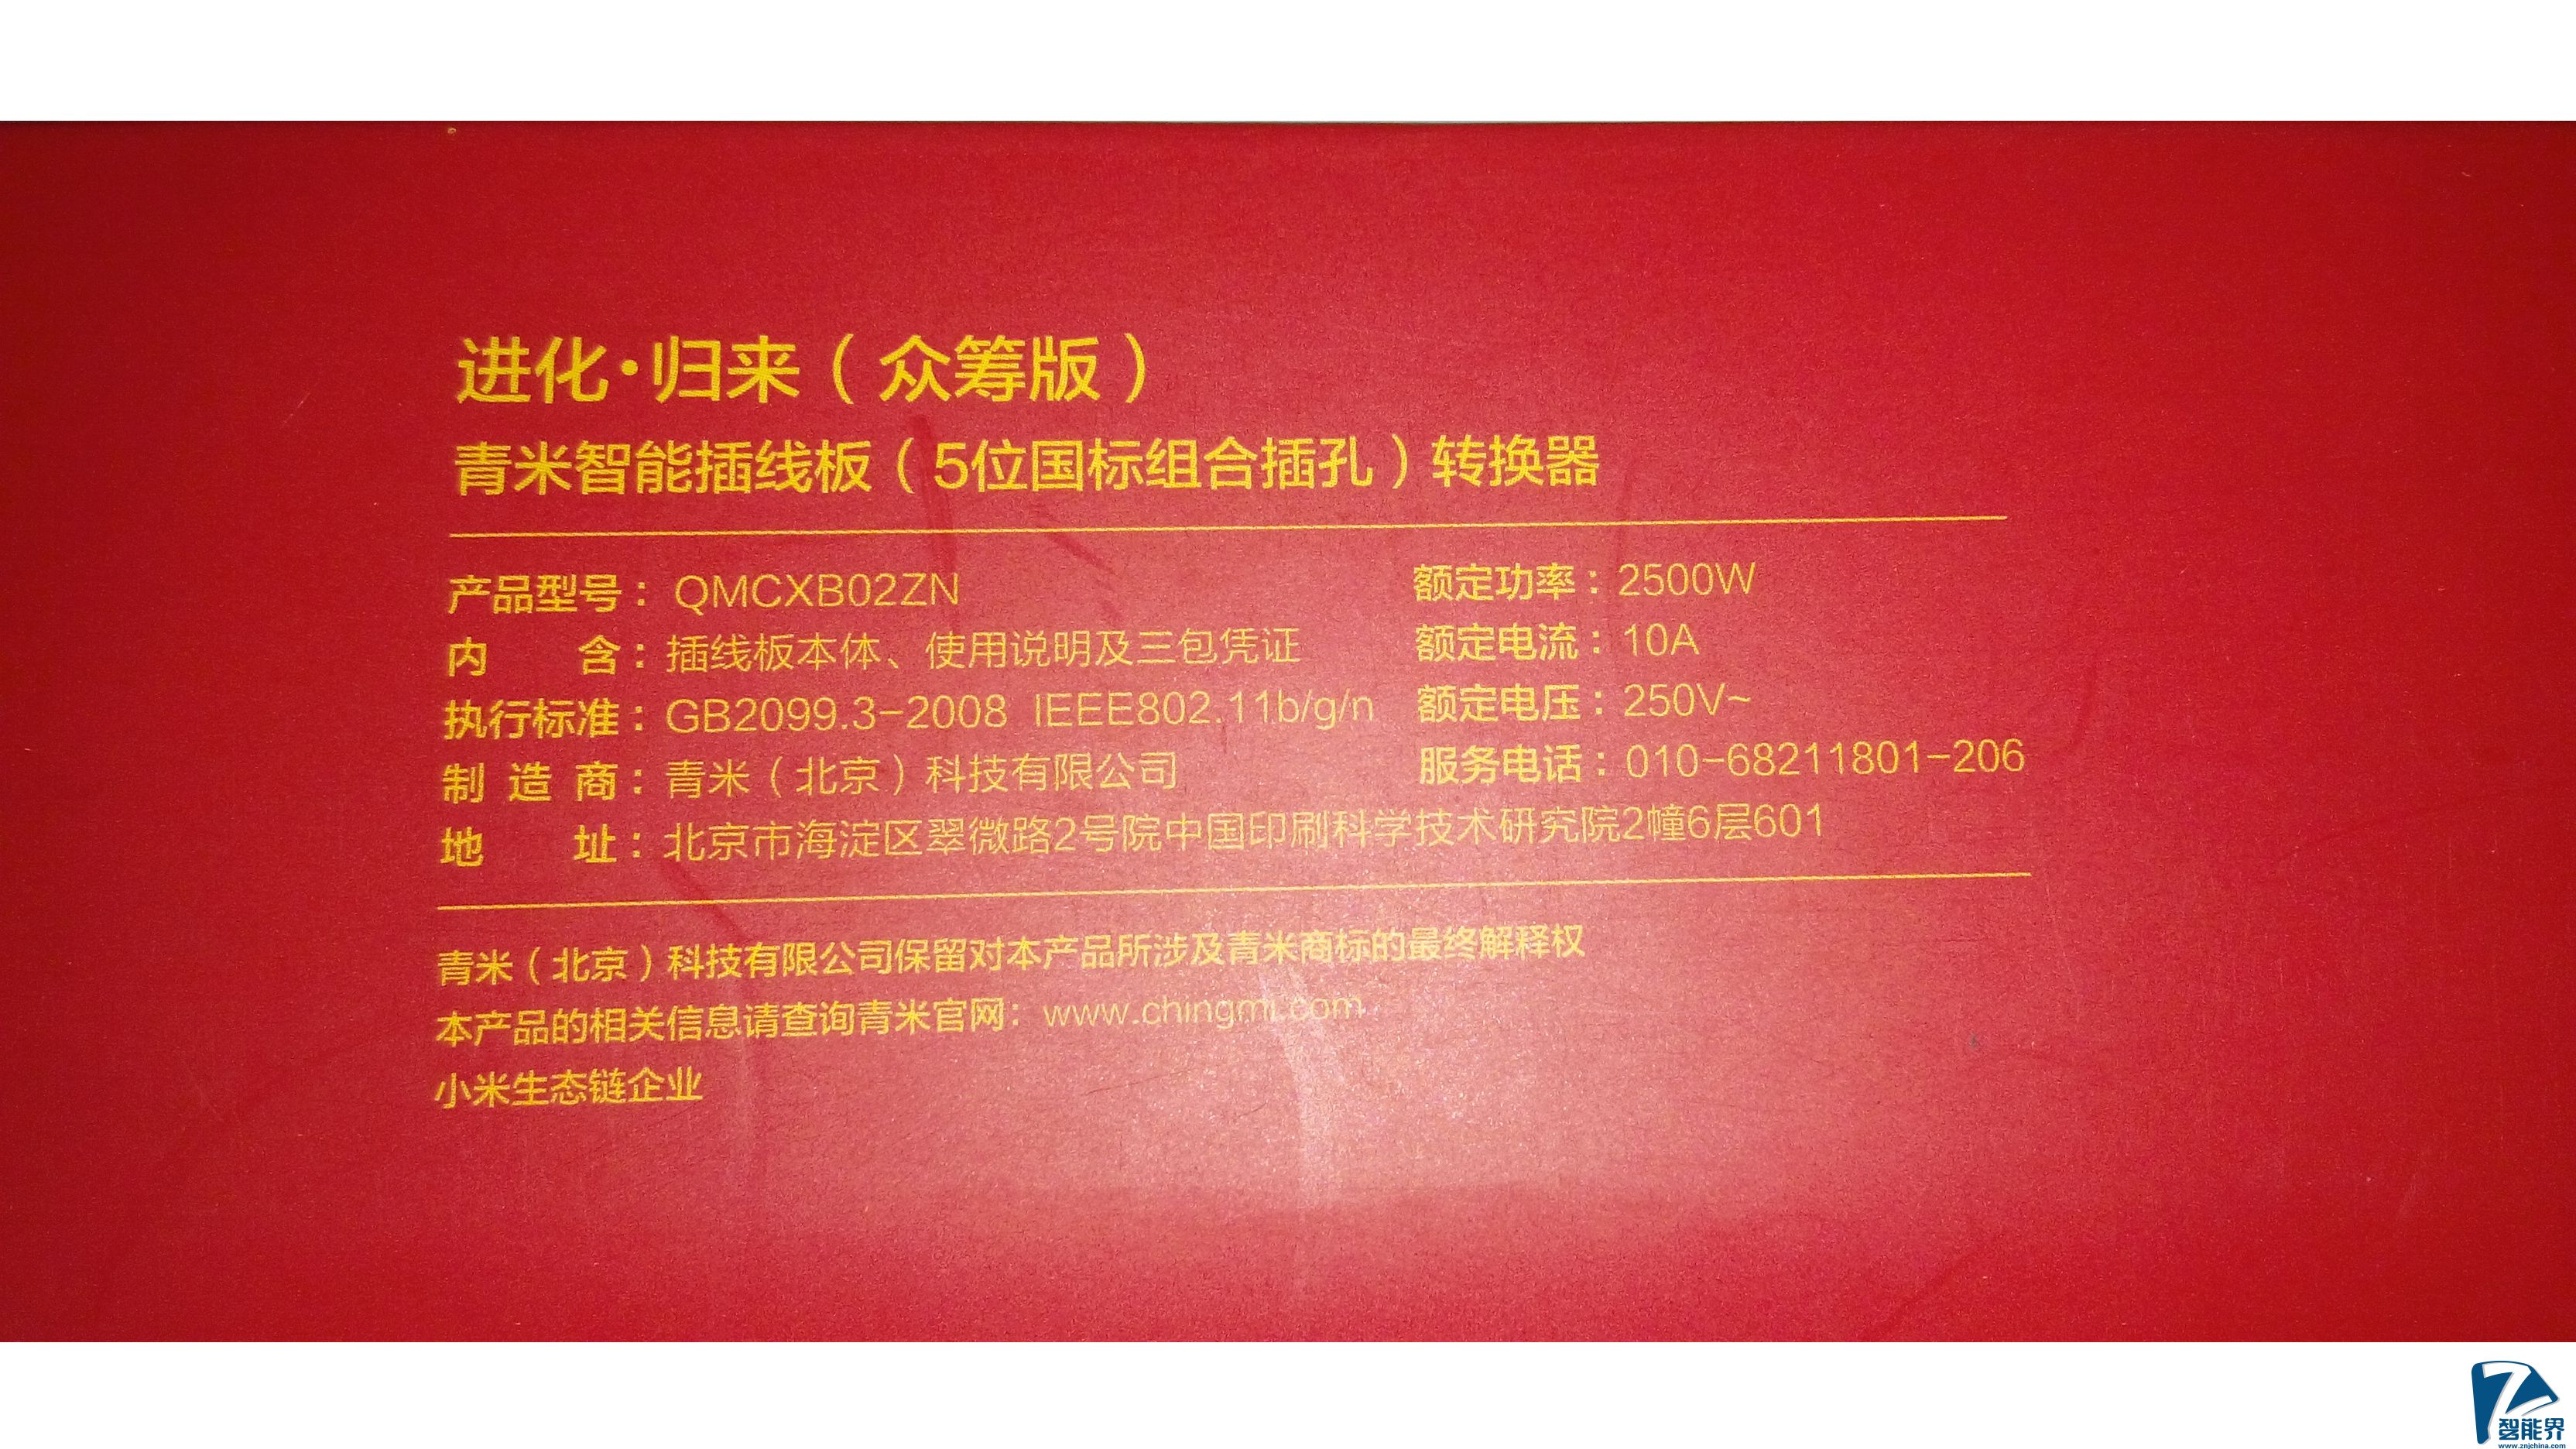 进化·归来（众筹版）
青米智能插线板（5位国标组合插孔）转换器
产品型号：QMCXB02ZN
内 含：插线板本体、使用说明及三包凭证
执行标准：GB2099.3-2008 IEEE802.11b/g/n
制 造 商：青米（北京）科技有限公司
地 址：北京市海淀区翠微路2号院中国印刷科学技术研究院2幢6层601
额定功率：2500W
额定电流：10A
额定电压：250V~
服务电话：010-68211801-206
青米（北京）科技有限公司保留对本产品所涉及青米商标的最终解释权
本产品的相关信息请查询青米官网：www.chingmi.com
小米生态链企业
智能界
www.znjchina.com